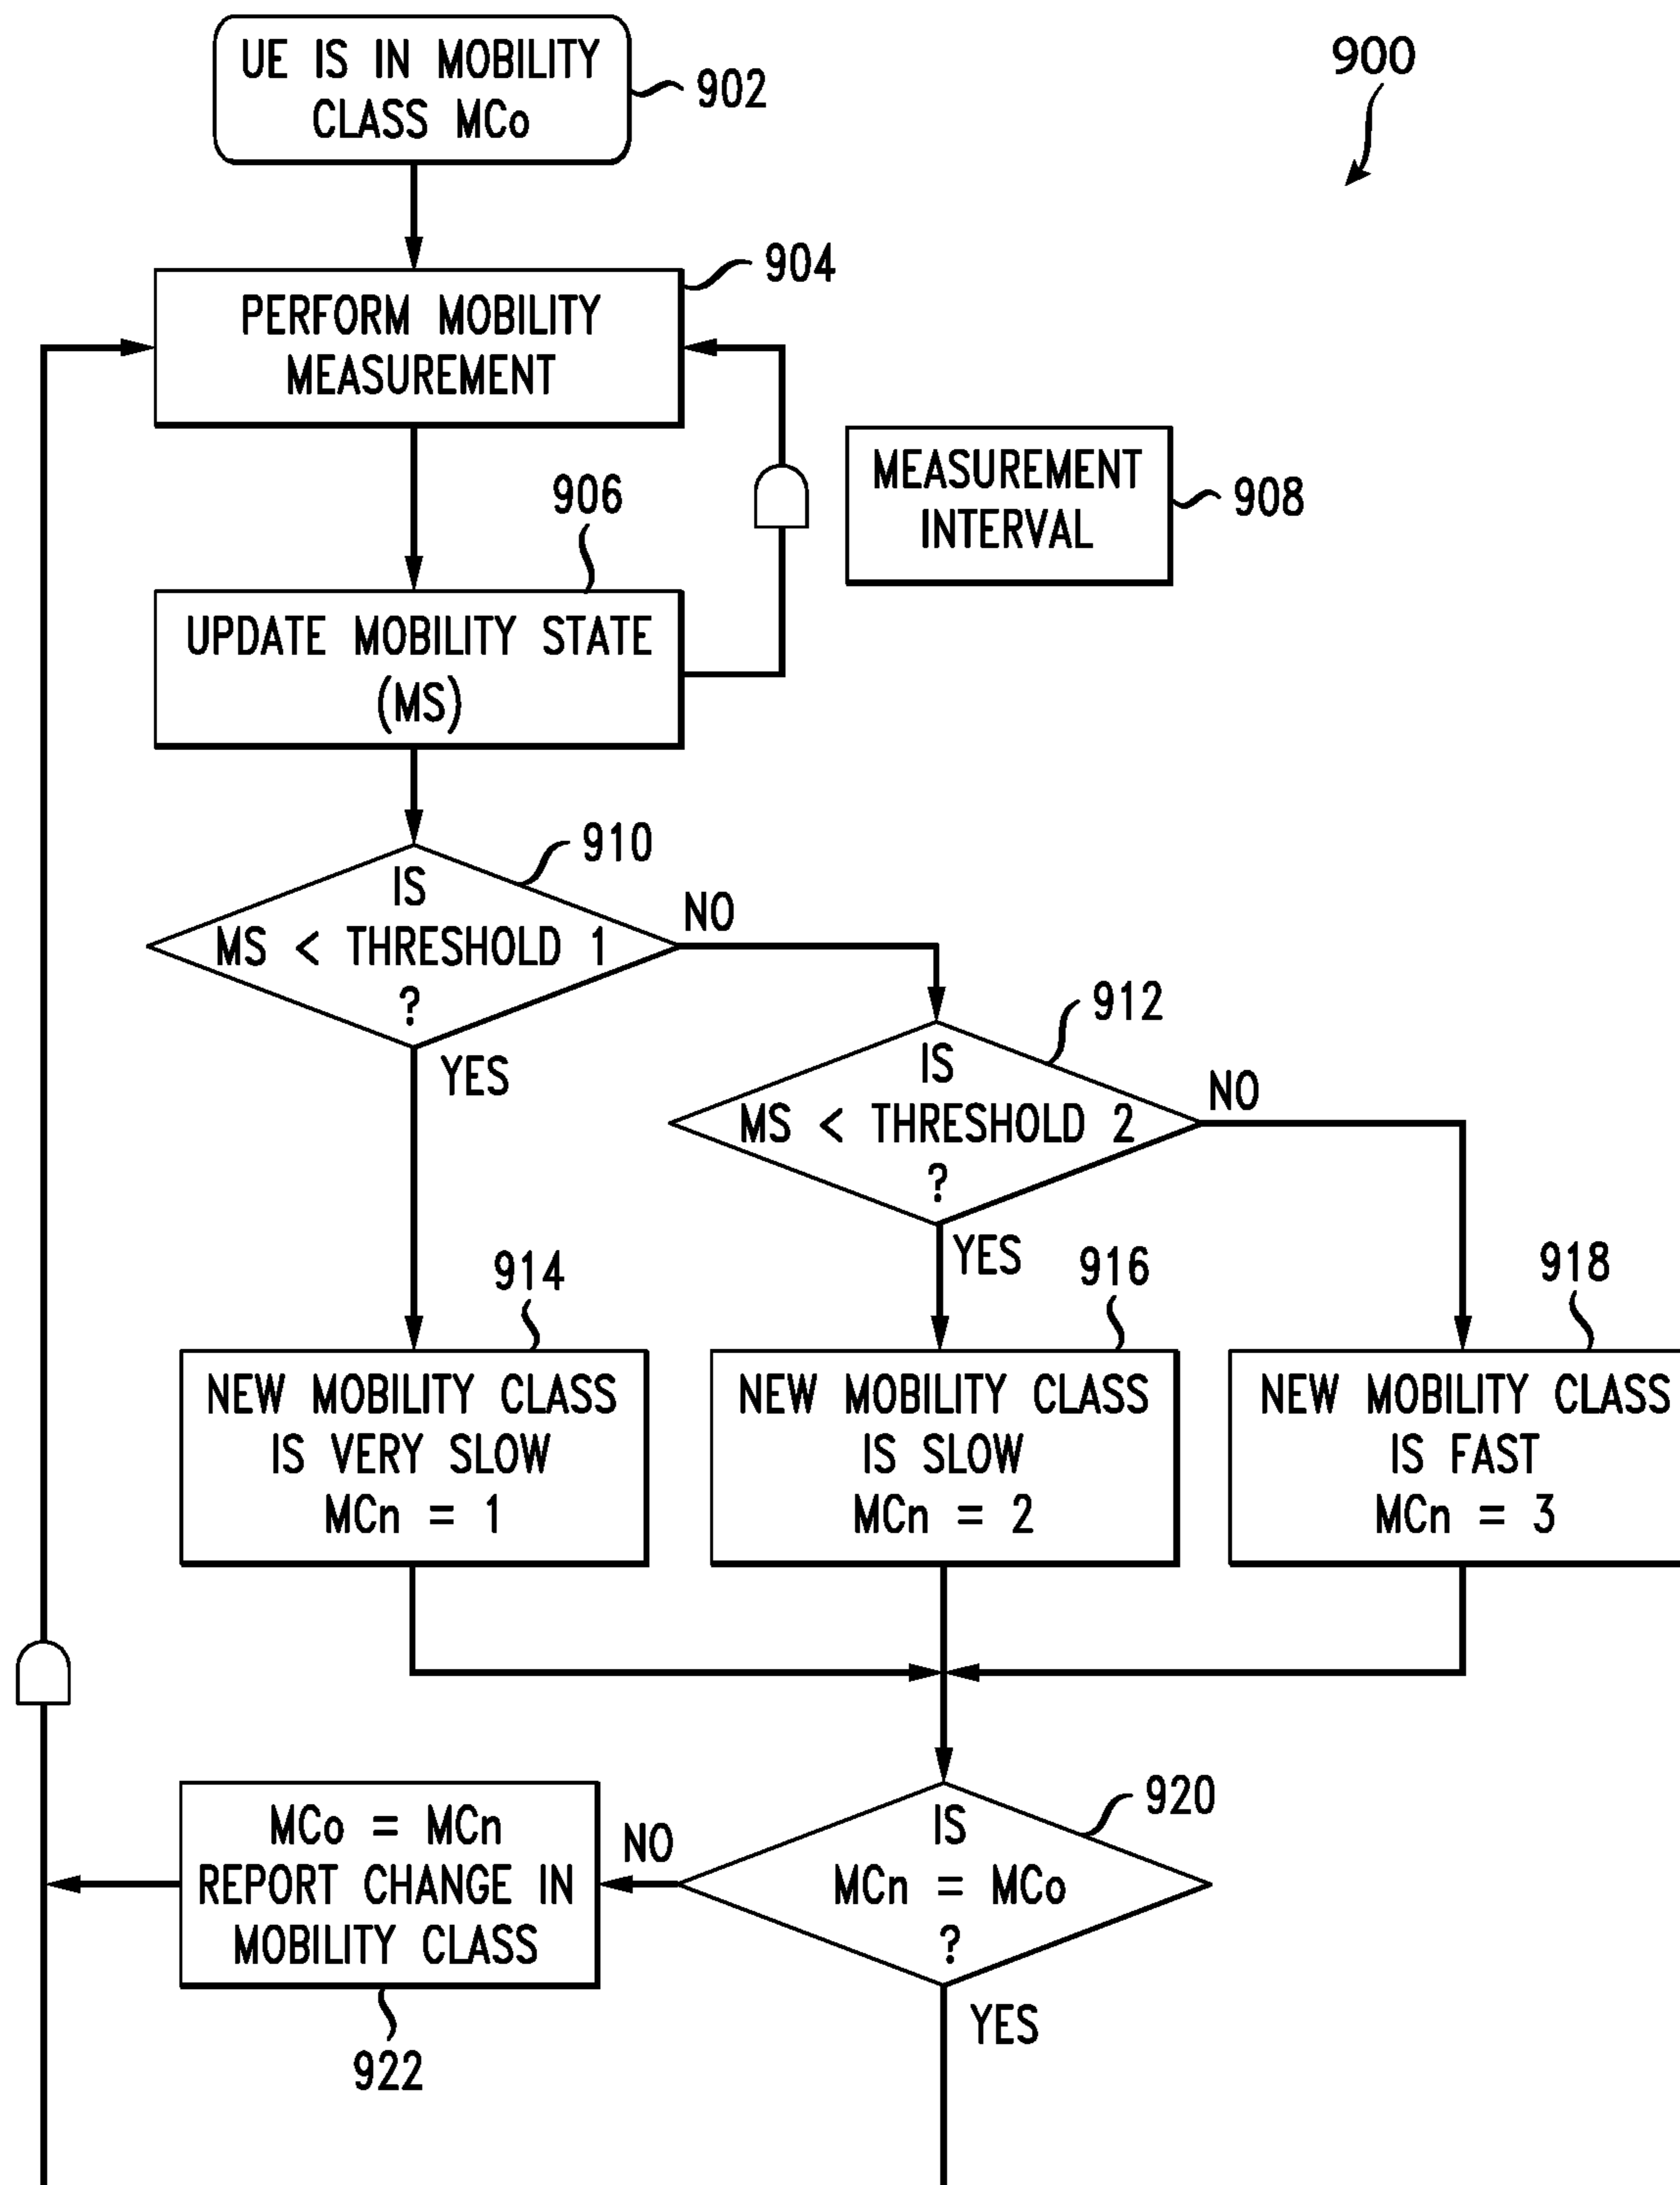 UE IS IN MOBILITY
CLASS MCo
902
900
PERFORM MOBILITY
MEASUREMENT
904
MEASUREMENT
INTERVAL
908
906
UPDATE MOBILITY STATE
(MS)
910
IS
MS < THRESHOLD 1
?
NO
YES
912
IS
MS < THRESHOLD 2
?
NO
YES
914
NEW MOBILITY CLASS
IS VERY SLOW
MCn = 1
916
NEW MOBILITY CLASS
IS SLOW
MCn = 2
918
NEW MOBILITY CLASS
IS FAST
MCn = 3
920
IS
MCn = MCo
?
NO
YES
MCo = MCn
REPORT CHANGE IN
MOBILITY CLASS
922